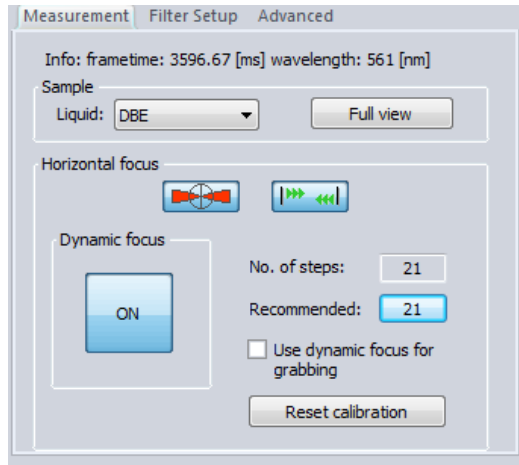 Measurement Filter Setup Advanced
Info: frametime: 3596.67 [ms] wavelength: 561 [nm]
Sample
Liquid: DBE Full view
Horizontal focus
Dynamic focus
ON
No. of steps: 21
Recommended: 21
Use dynamic focus for
grabbing
Reset calibration